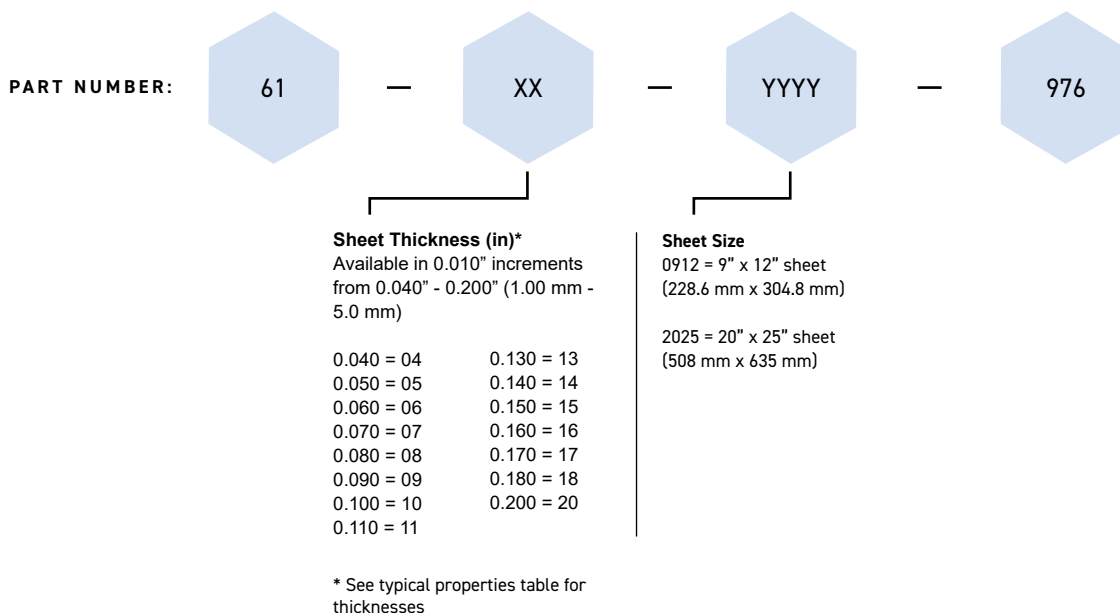 PART NUMBER: 61 — XX — YYYY — 976
Sheet Thickness (in)*
Available in 0.010” increments
from 0.040” - 0.200” (1.00 mm -
5.0 mm)
0.040 = 04
0.050 = 05
0.060 = 06
0.070 = 07
0.080 = 08
0.090 = 09
0.100 = 10
0.110 = 11
0.130 = 13
0.140 = 14
0.150 = 15
0.160 = 16
0.170 = 17
0.180 = 18
0.200 = 20
* See typical properties table for
thicknesses
Sheet Size
0912 = 9” x 12” sheet
(228.6 mm x 304.8 mm)
2025 = 20” x 25” sheet
(508 mm x 635 mm)